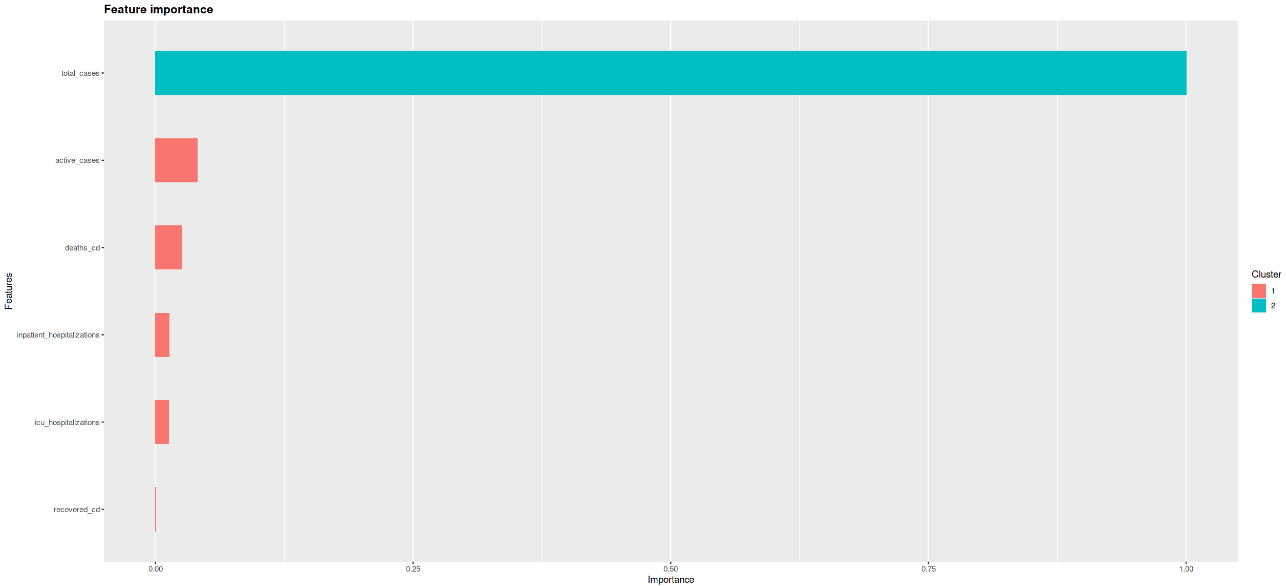 Feature importance
total_cases
active_cases
deaths_cd
inpatient_hospitalizations
icu_hospitalizations
recovered_cd
Features
0.00
0.25
0.50
0.75
1.00
Importance
Cluster
1
2